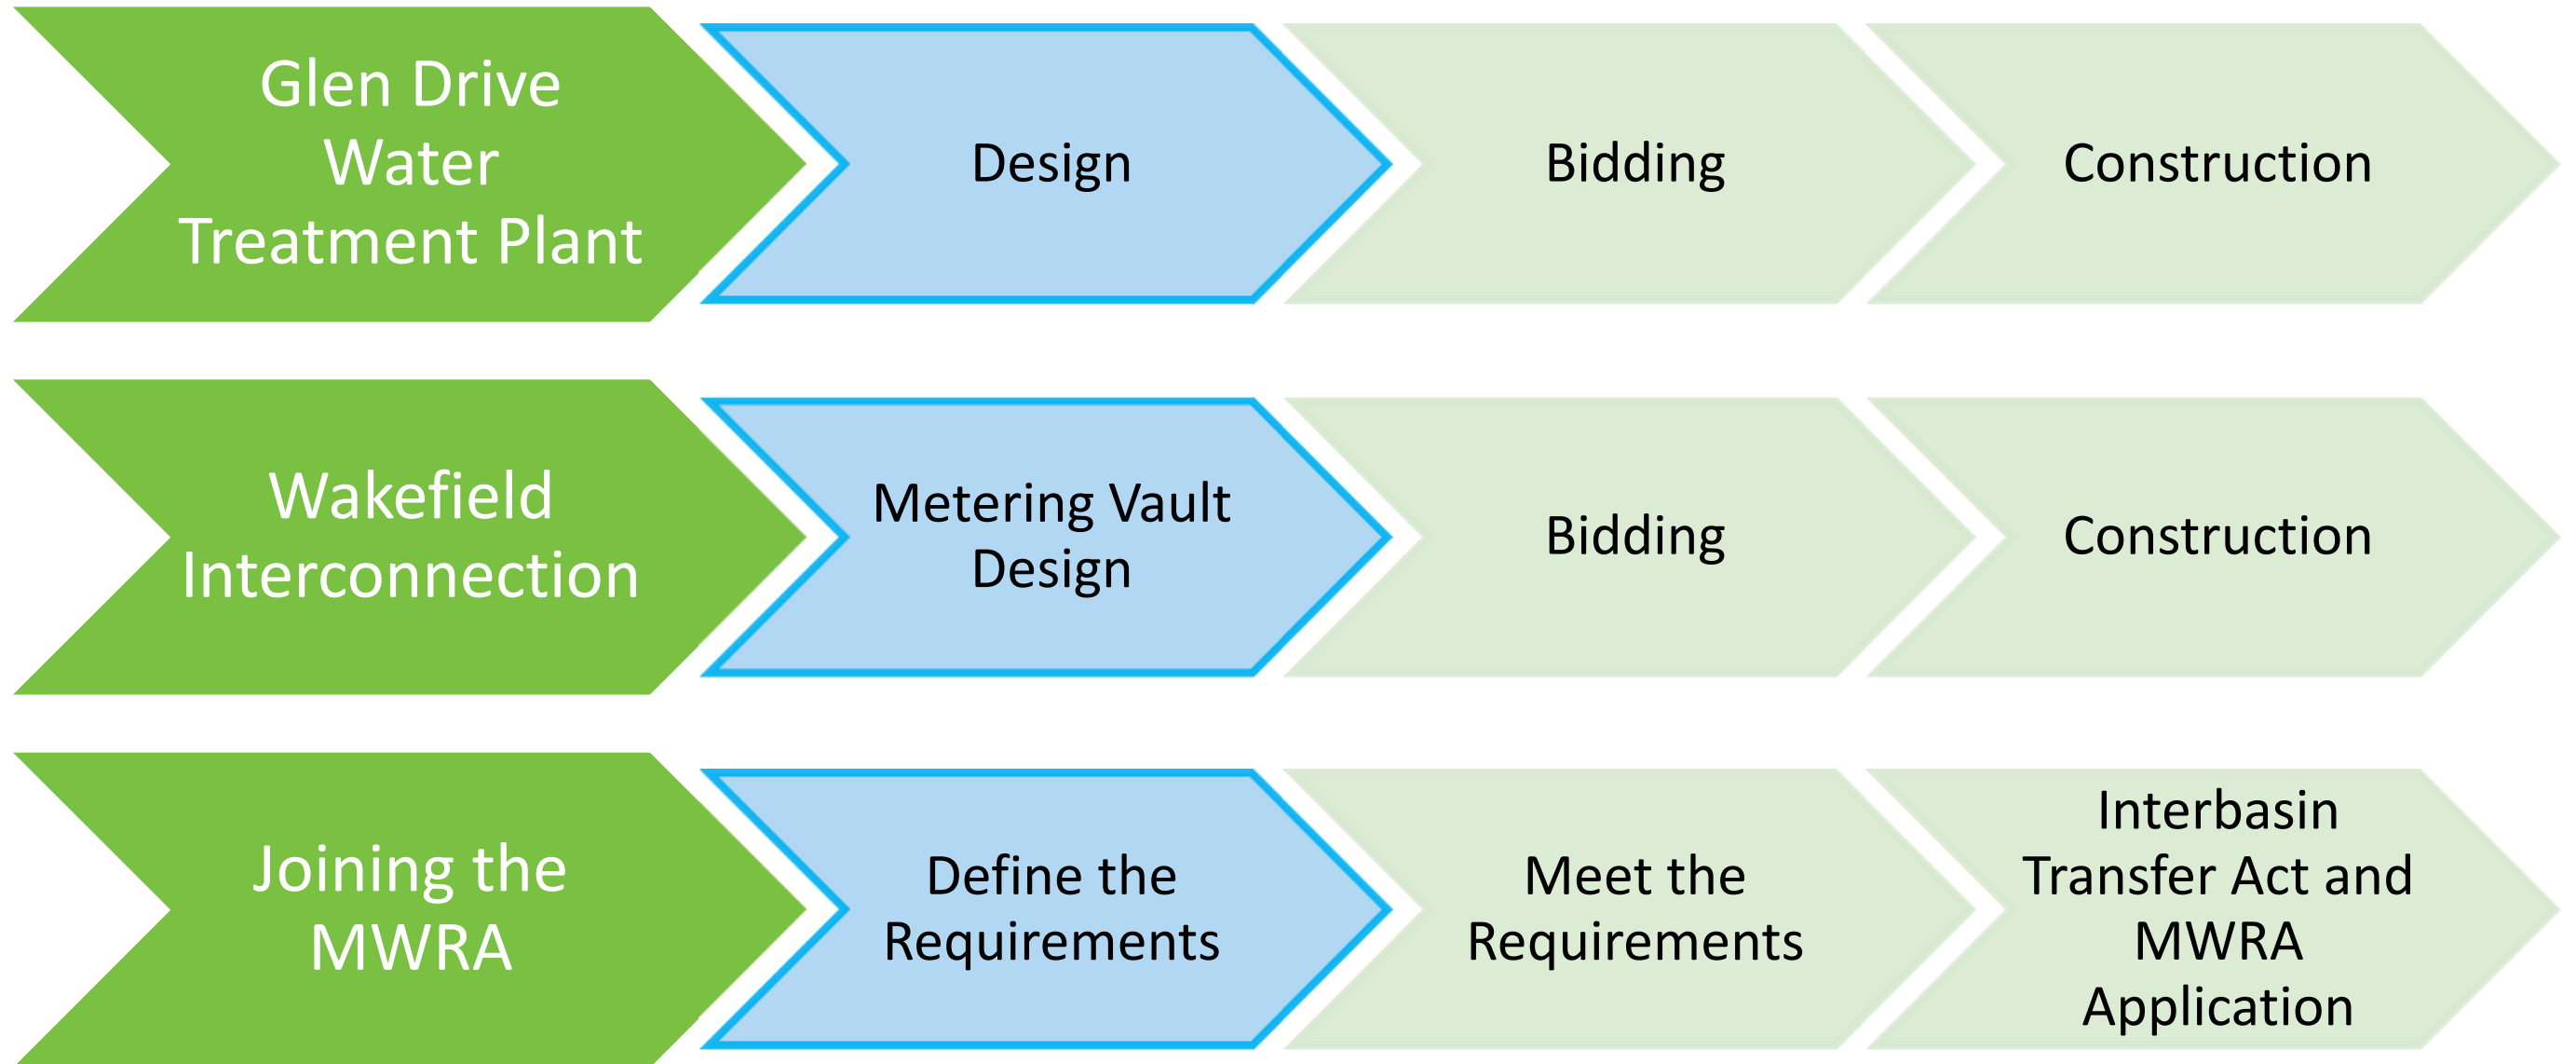 Glen Drive
Water
Treatment Plant
Design
Bidding
Construction
Wakefield
Interconnection
Metering Vault
Design
Bidding
Construction
Joining the
MWRA
Define the
Requirements
Meet the
Requirements
Interbasin
Transfer Act and
MWRA
Application